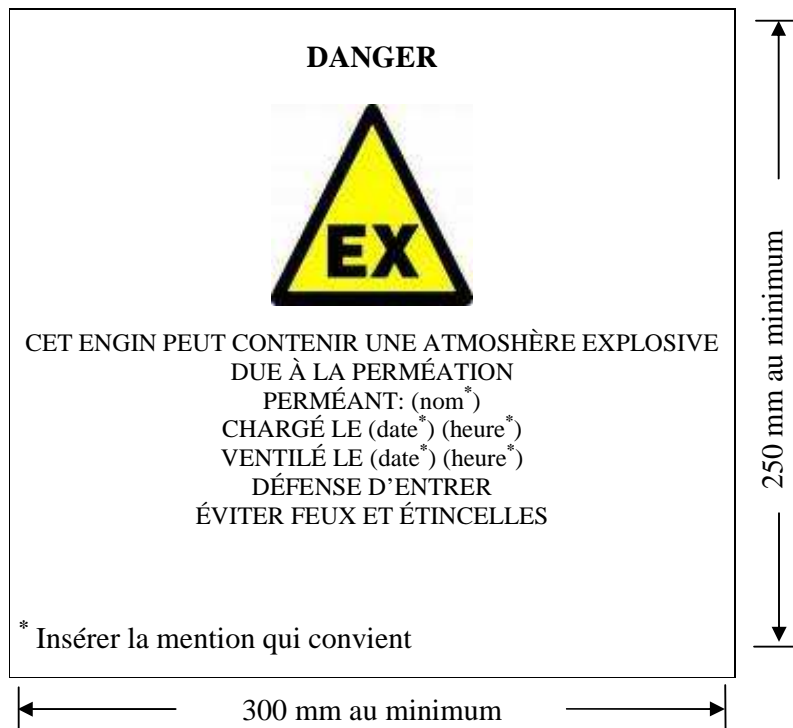 DANGER
EX
CET ENGIN PEUT CONTENIR UNE ATMOSHÈRE EXPLOSIVE
DUE À LA PERMÉATION
PERMÉANT: (nom*)
CHARGÉ LE (date*) (heure*)
VENTILÉ LE (date*) (heure*)
DÉFENSE D'ENTRER
ÉVITER FEUX ET ÉTINCELLES
* Insérer la mention qui convient
250 mm au minimum
300 mm au minimum